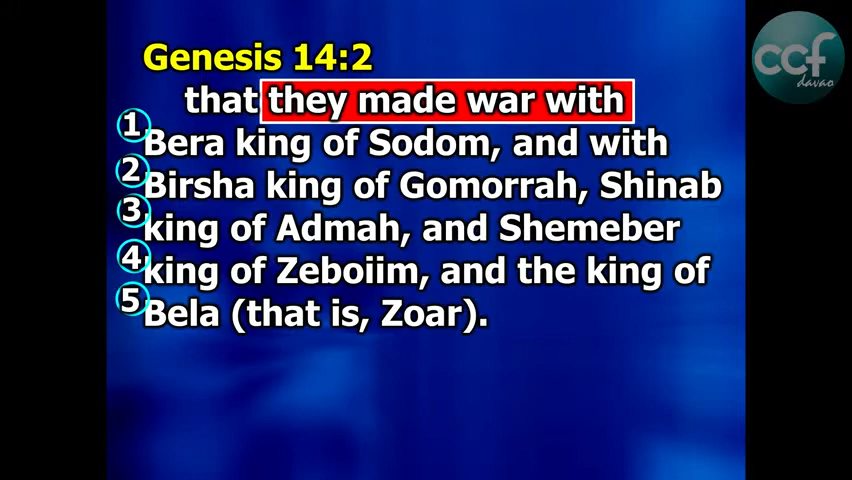 Genesis 14:2
that they made war with
1 Bera king of Sodom, and with
2 Birsha king of Gomorrah, Shinab
3 king of Admah, and Shemeber
4 king of Zeboiim, and the king of
5 Bela (that is, Zoar).
ccf
davao